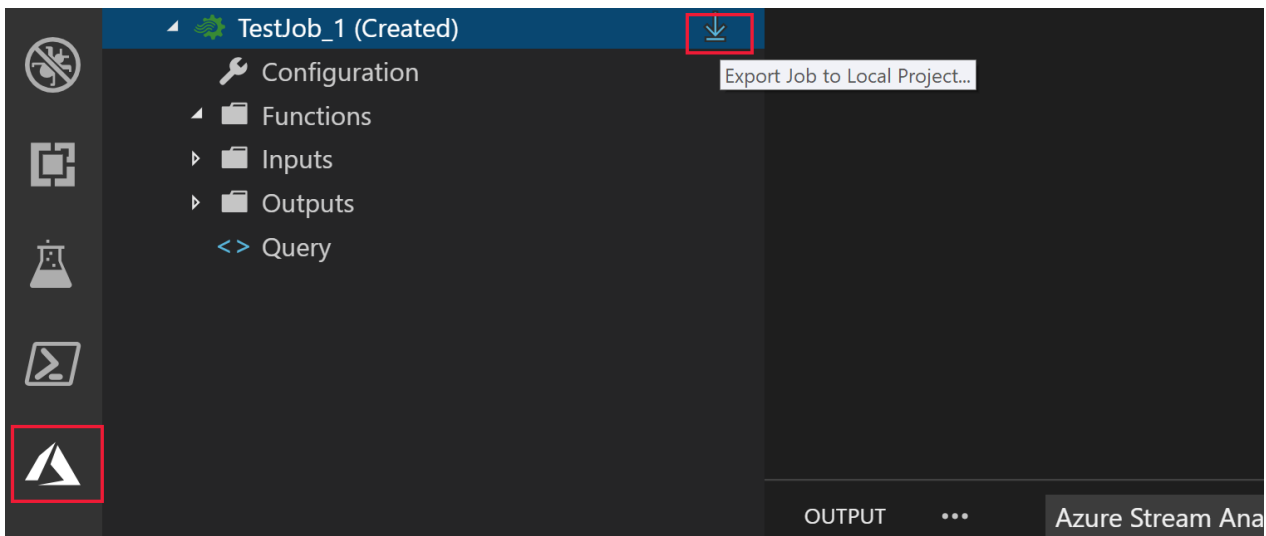 TestJob_1 (Created)
Export Job to Local Project...
Configuration
Functions
Inputs
Outputs
<> Query
OUTPUT ••• Azure Stream Ana